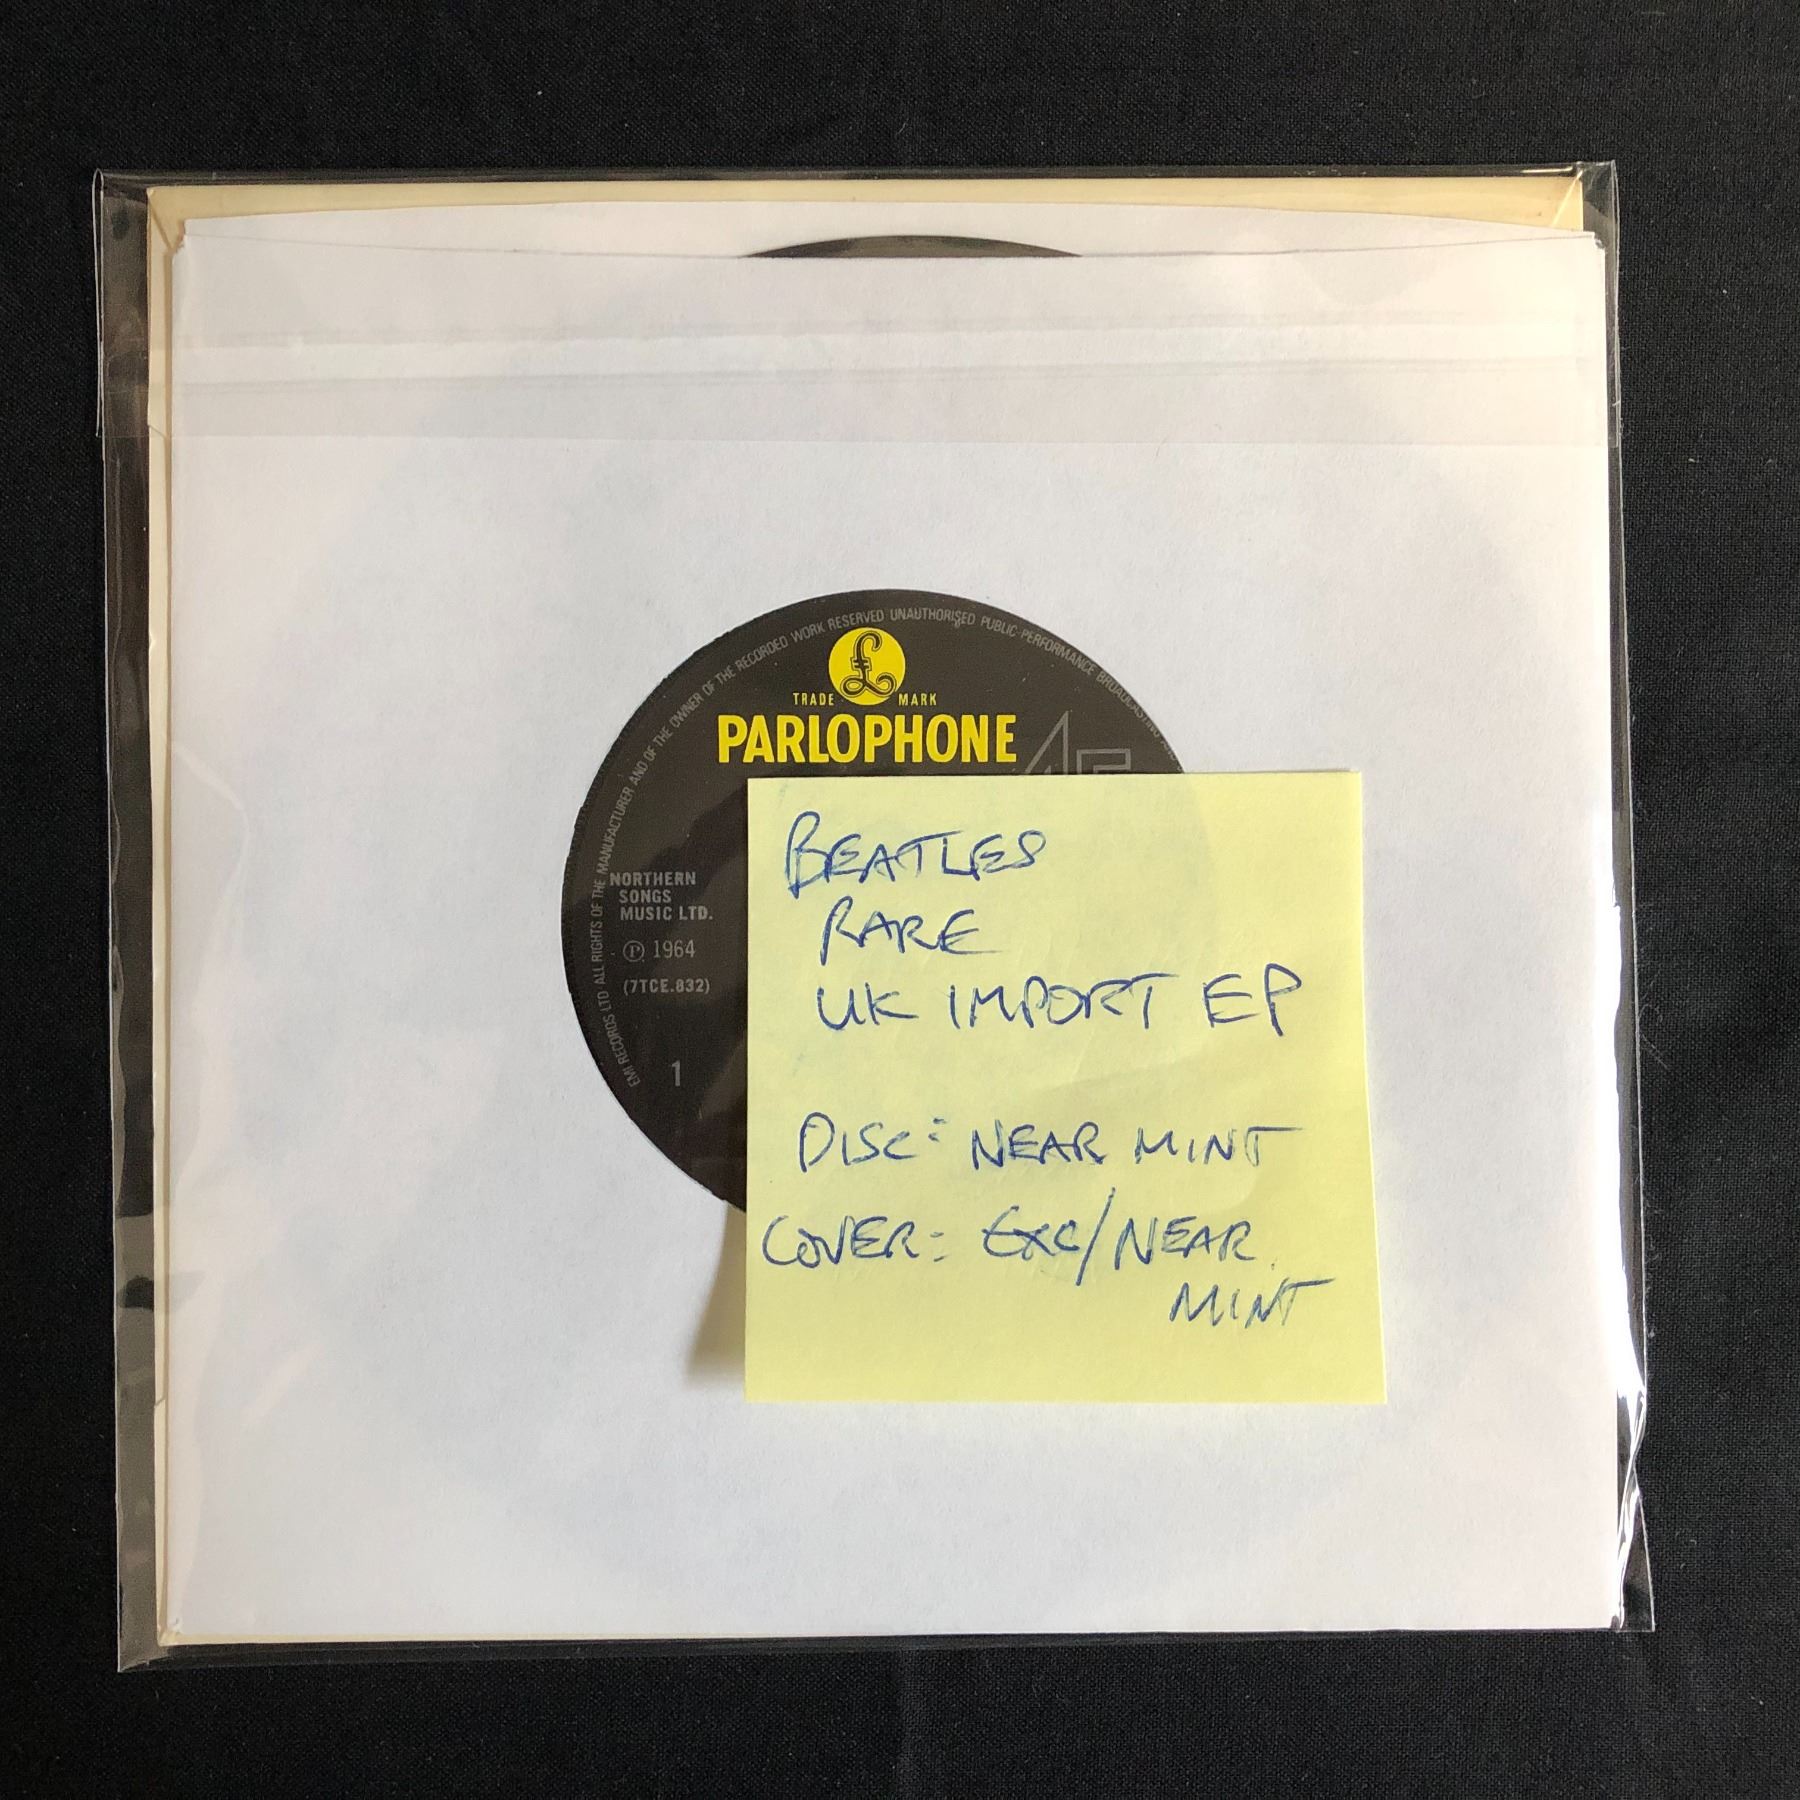 EMI RECORDS LTD ALL RIGHTS OF THE MANUFACTURER AND OF THE OWNER OF THE RECORDED WORK RESERVED UNAUTHORISED PUBLIC PERFORMANCE BROADCASTING
£
TRADE MARK
PARLOPHONE
45
NORTHERN
SONGS
MUSIC LTD.
℗ 1964
(7TCE.832)
1
BEATLES
RARE
UK IMPORT EP
DISC: NEAR MINT
COVER: EXC/NEAR
MINT